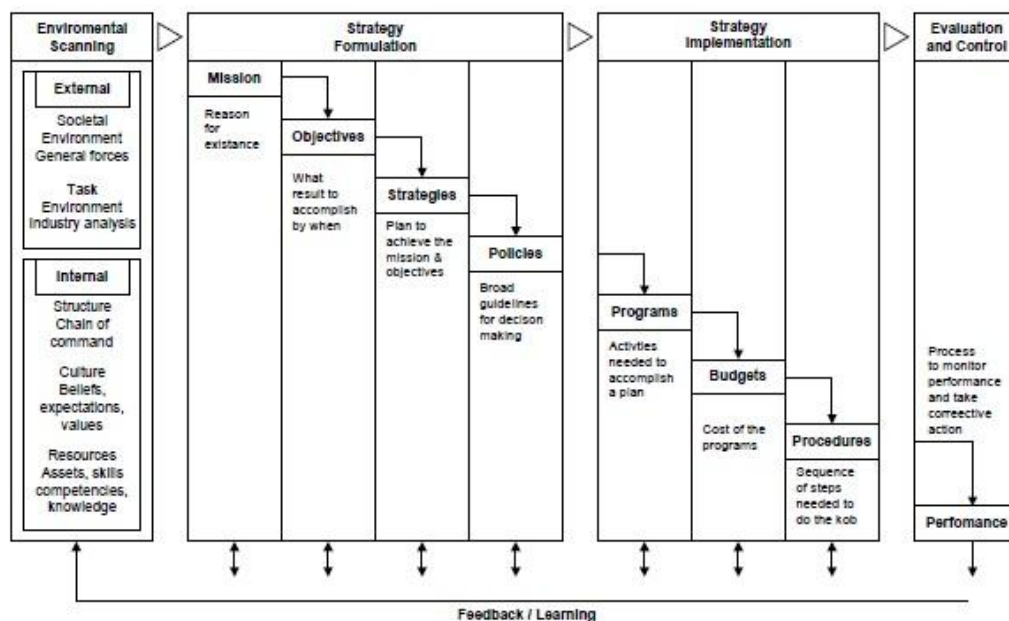 Enviromental
Scanning
External
Societal
Environment
General forces
Task
Environment
Industry analysis
Internal
Structure
Chain of
command
Culture
Beliefs,
expectations,
values
Resources
Assets, skills
competencies,
knowledge
Strategy
Formulation
Mission
Reason
for
existance
Objectives
What
result to
accomplish
by when
Strategies
Plan to
achieve the
mission &
objectives
Policies
Broad
guidelines
for decison
making
Strategy
Implementation
Programs
Activties
needed to
accomplish
a plan
Budgets
Cost of the
programs
Procedures
Sequence
of steps
needed to
do the kob
Evaluation
and Control
Process
to monitor
performance
and take
correective
action
Perfomance
Feedback / Learning